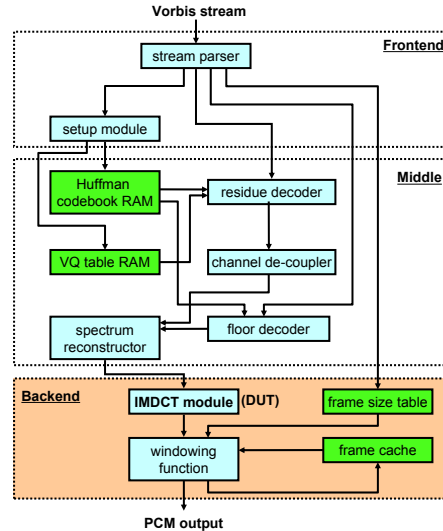 Vorbis stream
Frontend
stream parser
setup module
Middle
Huffman
codebook RAM
residue decoder
VQ table RAM
channel de-coupler
spectrum
reconstructor
floor decoder
Backend
IMDCT module (DUT)
frame size table
windowing
function
frame cache
PCM output